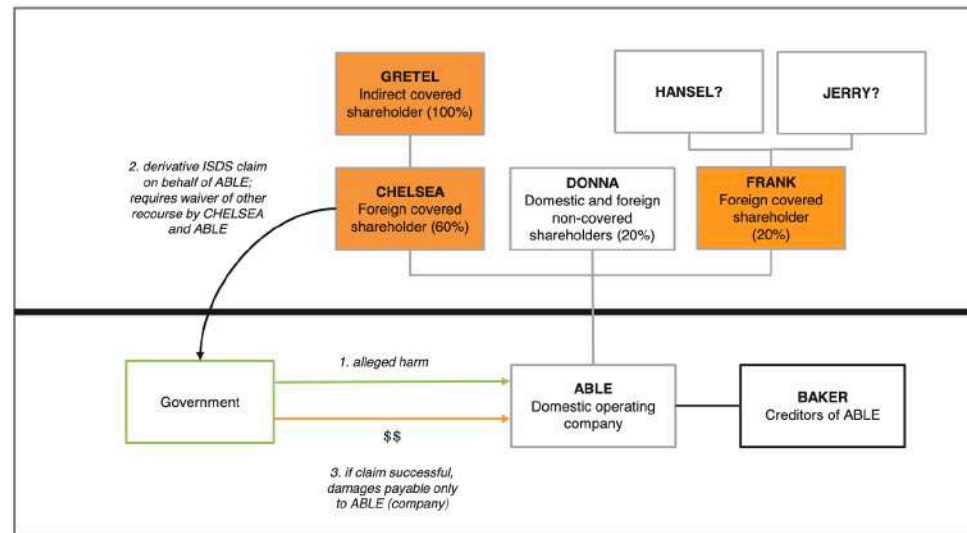 GRETEL
Indirect covered
shareholder (100%)
HANSEL?
JERRY?
2. derivative ISDS claim
on behalf of ABLE;
requires waiver of other
recourse by CHELSEA
and ABLE
CHELSEA
Foreign covered
shareholder (60%)
DONNA
Domestic and foreign
non-covered
shareholders (20%)
FRANK
Foreign covered
shareholder
(20%)
Government
1. alleged harm
$$
3. if claim successful,
damages payable only
to ABLE (company)
ABLE
Domestic operating
company
BAKER
Creditors of ABLE